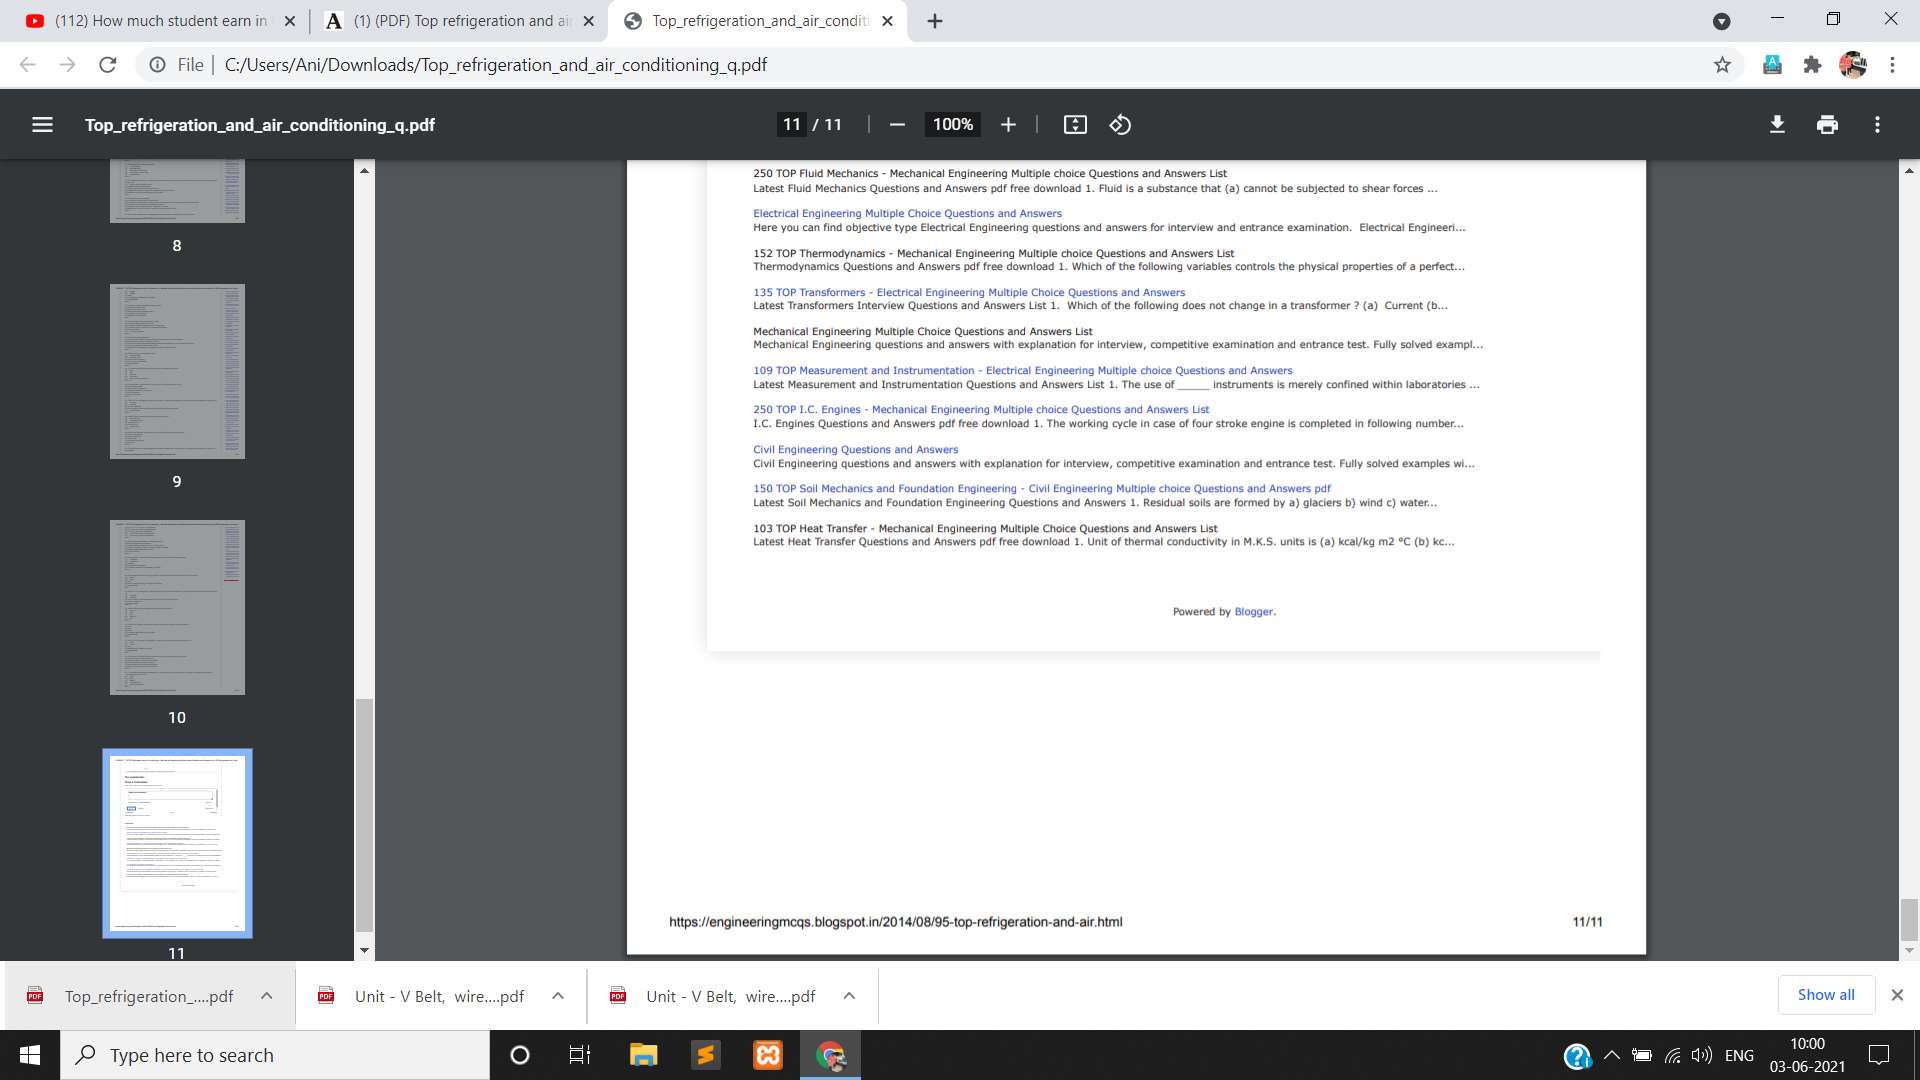 (112) How much student earn in
(1) (PDF) Top refrigeration and air
Top_refrigeration_and_air_conditi
File
C:/Users/Ani/Downloads/Top_refrigeration_and_air_conditioning_q.pdf
Top_refrigeration_and_air_conditioning_q.pdf
11 / 11
100%
8
9
10
11
250 TOP Fluid Mechanics - Mechanical Engineering Multiple choice Questions and Answers List
Latest Fluid Mechanics Questions and Answers pdf free download 1. Fluid is a substance that (a) cannot be subjected to shear forces ...
Electrical Engineering Multiple Choice Questions and Answers
Here you can find objective type Electrical Engineering questions and answers for interview and entrance examination. Electrical Engineeri...
152 TOP Thermodynamics - Mechanical Engineering Multiple choice Questions and Answers List
Thermodynamics Questions and Answers pdf free download 1. Which of the following variables controls the physical properties of a perfect...
135 TOP Transformers - Electrical Engineering Multiple Choice Questions and Answers
Latest Transformers Interview Questions and Answers List 1. Which of the following does not change in a transformer ? (a) Current (b...
Mechanical Engineering Multiple Choice Questions and Answers List
Mechanical Engineering questions and answers with explanation for interview, competitive examination and entrance test. Fully solved exampl...
109 TOP Measurement and Instrumentation - Electrical Engineering Multiple choice Questions and Answers
Latest Measurement and Instrumentation Questions and Answers List 1. The use of ______ instruments is merely confined within laboratories ...
250 TOP I.C. Engines - Mechanical Engineering Multiple choice Questions and Answers List
I.C. Engines Questions and Answers pdf free download 1. The working cycle in case of four stroke engine is completed in following number...
Civil Engineering Questions and Answers
Civil Engineering questions and answers with explanation for interview, competitive examination and entrance test. Fully solved examples wi...
150 TOP Soil Mechanics and Foundation Engineering - Civil Engineering Multiple choice Questions and Answers pdf
Latest Soil Mechanics and Foundation Engineering Questions and Answers 1. Residual soils are formed by a) glaciers b) wind c) water...
103 TOP Heat Transfer - Mechanical Engineering Multiple Choice Questions and Answers List
Latest Heat Transfer Questions and Answers pdf free download 1. Unit of thermal conductivity in M.K.S. units is (a) kcal/kg m2 °C (b) kc...
Powered by Blogger.
https://engineeringmcqs.blogspot.in/2014/08/95-top-refrigeration-and-air.html
11/11
Top_refrigeration_....pdf
Unit - V Belt, wire....pdf
Unit - V Belt, wire....pdf
Show all
Type here to search
ENG
10:00
03-06-2021